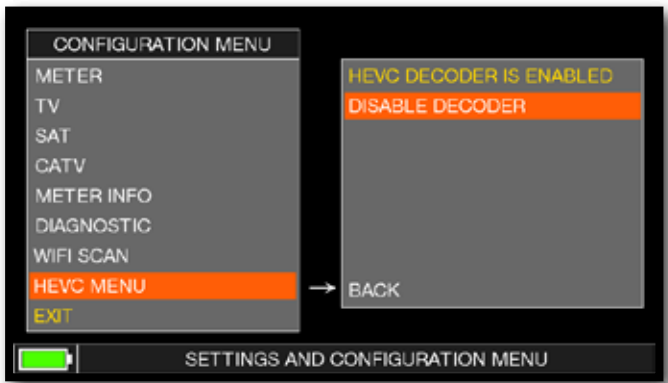 CONFIGURATION MENU
METER
TV
SAT
CATV
METER INFO
DIAGNOSTIC
WIFI SCAN
HEVC MENU
EXIT
HEVC DECODER IS ENABLED
DISABLE DECODER
→ BACK
SETTINGS AND CONFIGURATION MENU